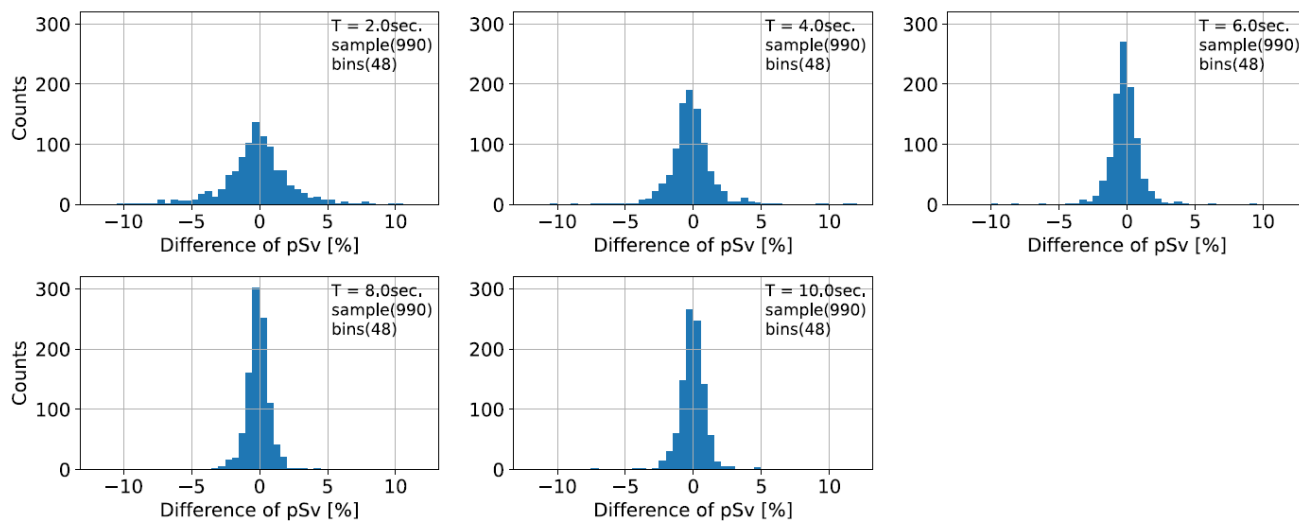 300
200
100
0
Counts
T = 2.0sec.
sample(990)
bins(48)
−10
−5
0
5
10
Difference of pSv [%]
300
200
100
0
T = 4.0sec.
sample(990)
bins(48)
−10
−5
0
5
10
Difference of pSv [%]
300
200
100
0
T = 6.0sec.
sample(990)
bins(48)
−10
−5
0
5
10
Difference of pSv [%]
300
200
100
0
Counts
T = 8.0sec.
sample(990)
bins(48)
−10
−5
0
5
10
Difference of pSv [%]
300
200
100
0
T = 10.0sec.
sample(990)
bins(48)
−10
−5
0
5
10
Difference of pSv [%]